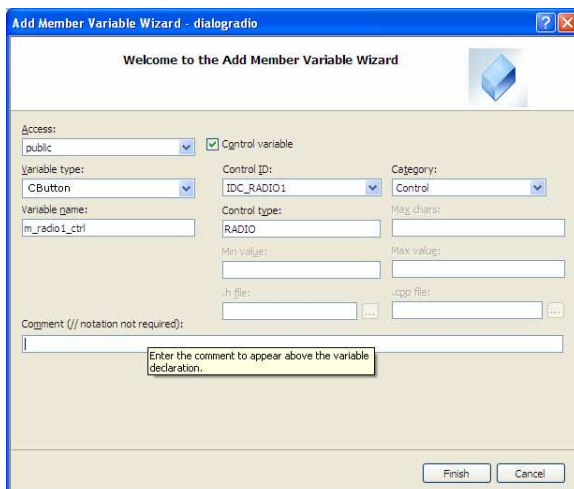 Add Member Variable Wizard - dialogradio
Welcome to the Add Member Variable Wizard
Access:
public
Control variable
Variable type:
CButton
Control ID:
IDC_RADIO1
Category:
Control
Variable name:
m_radio1_ctrl
Control type:
RADIO
Max chars:
Min value:
Max value:
.h file:
...
.cpp file:
...
Comment (// notation not required):
Enter the comment to appear above the variable
declaration.
Finish
Cancel